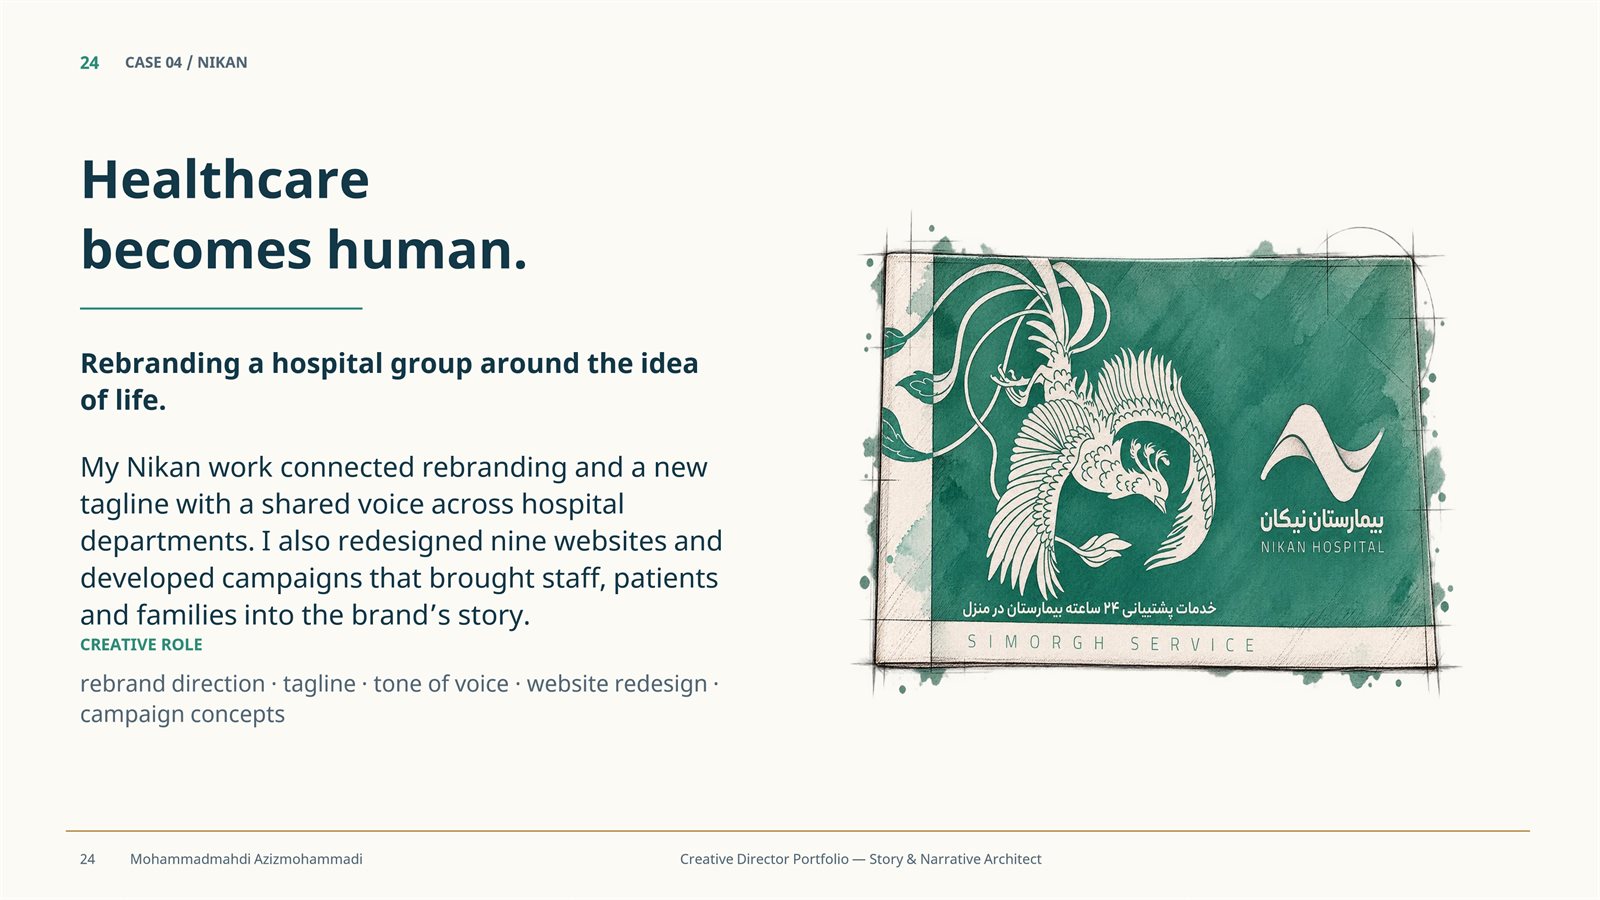 24 CASE 04 / NIKAN
Healthcare
becomes human.
Rebranding a hospital group around the idea
of life.
My Nikan work connected rebranding and a new
tagline with a shared voice across hospital
departments. I also redesigned nine websites and
developed campaigns that brought staff, patients
and families into the brand’s story.
CREATIVE ROLE
rebrand direction · tagline · tone of voice · website redesign ·
campaign concepts
بیمارستان نیکان
NIKAN HOSPITAL
خدمات پشتیبانی ۲۴ ساعته بیمارستان در منزل
SIMORGH SERVICE
24 Mohammadmahdi Azizmohammadi
Creative Director Portfolio — Story & Narrative Architect